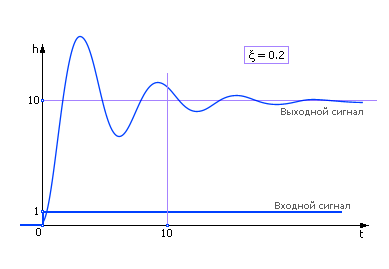 h
ξ = 0.2
10
Выходной сигнал
Входной сигнал
1
0
10
t